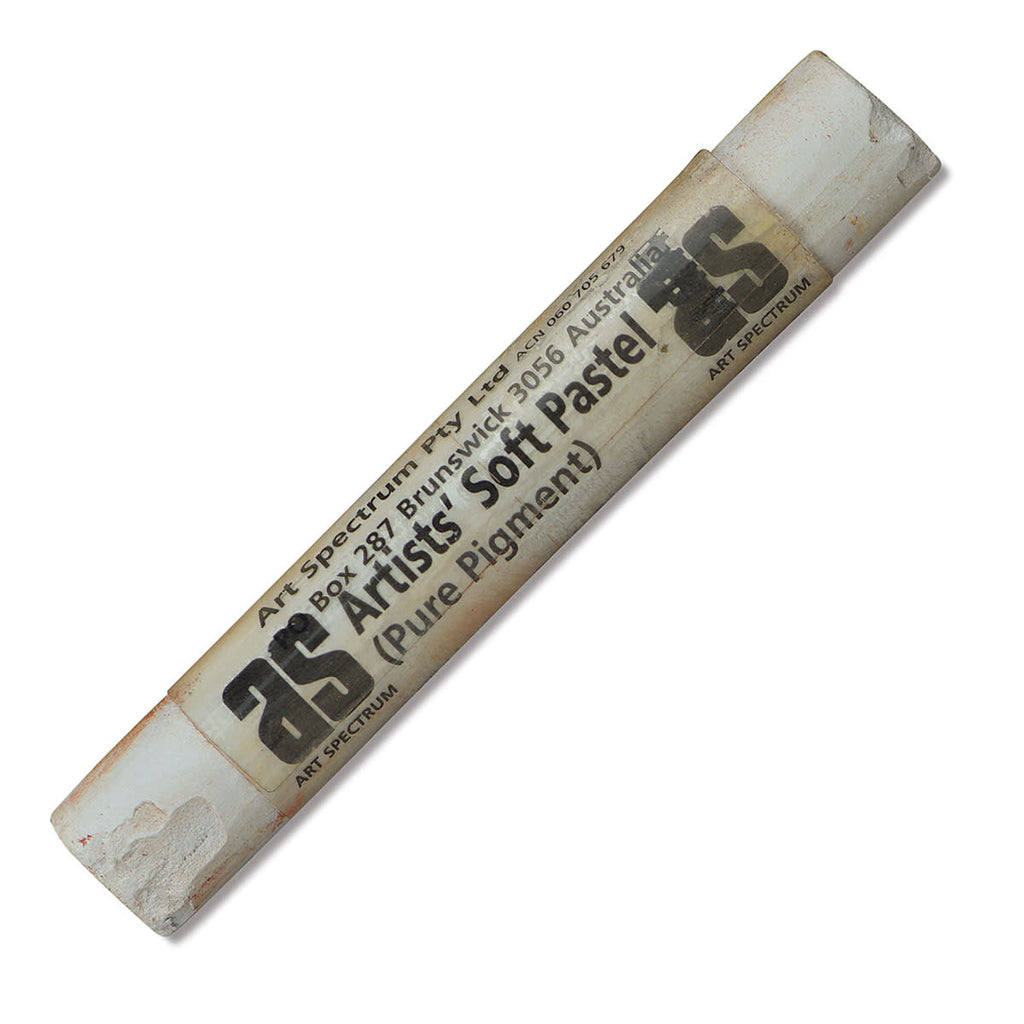 Art Spectrum Pty Ltd ACN 060 705 679
PO Box 287 Brunswick 3056 Australia
Artists' Soft Pastel
(Pure Pigment)
as
ART SPECTRUM
as
ART SPECTRUM